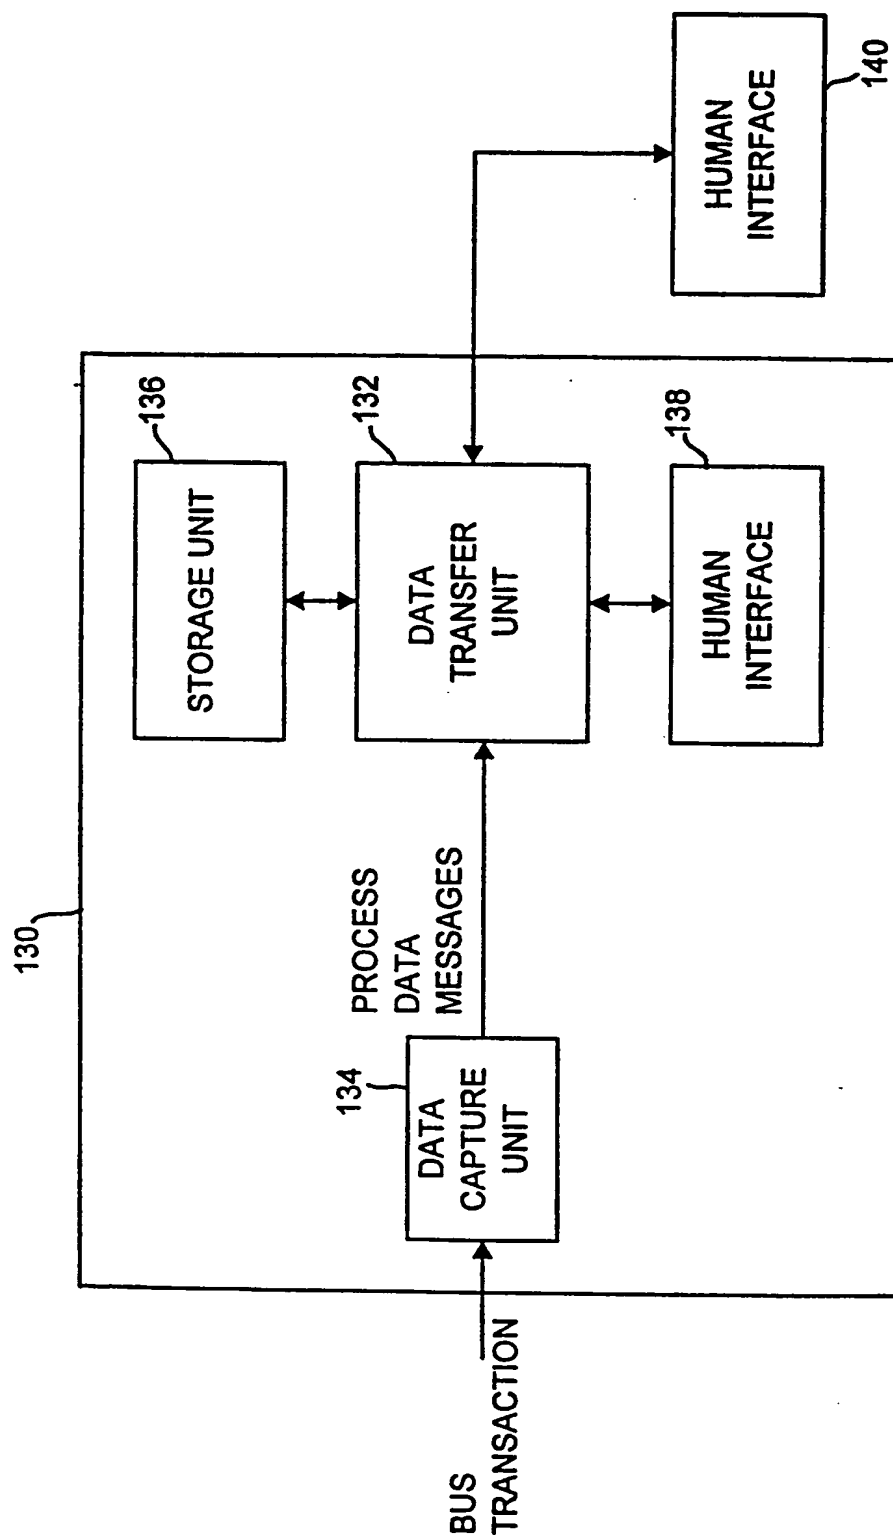 130
STORAGE UNIT
136
DATA
TRANSFER
UNIT
132
PROCESS
DATA
MESSAGES
134
DATA
CAPTURE
UNIT
BUS
TRANSACTION
HUMAN
INTERFACE
138
HUMAN
INTERFACE
140